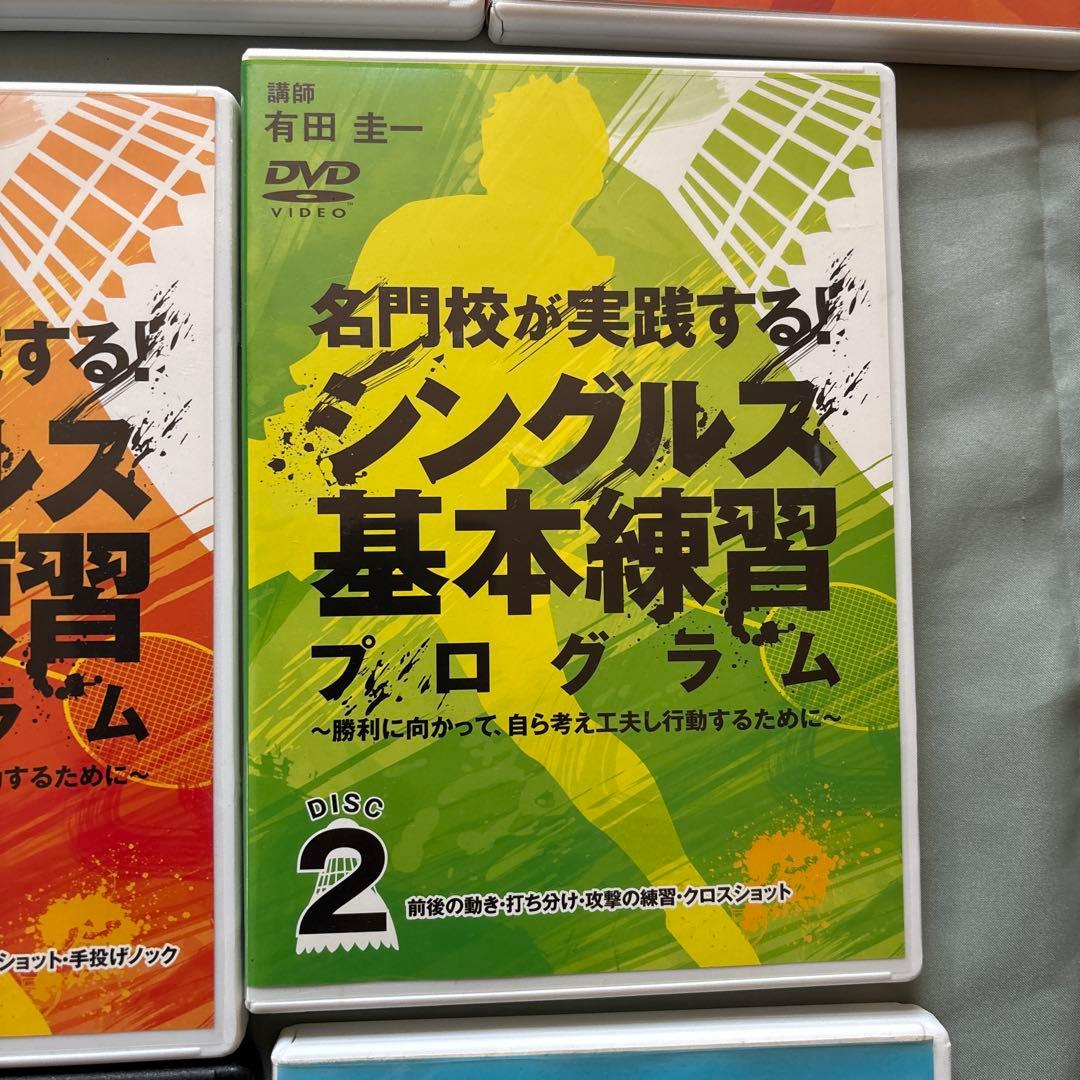 講師
有田 圭一
DVD
VIDEO™
名門校が実践する!
シングルス
基本練習
プログラム
〜勝利に向かって、自ら考え工夫し行動するために〜
DISC
2
前後の動き・打ち分け・攻撃の練習・クロスショット
する!
ルス
習
ラム
するために〜
ショット・手投げノック